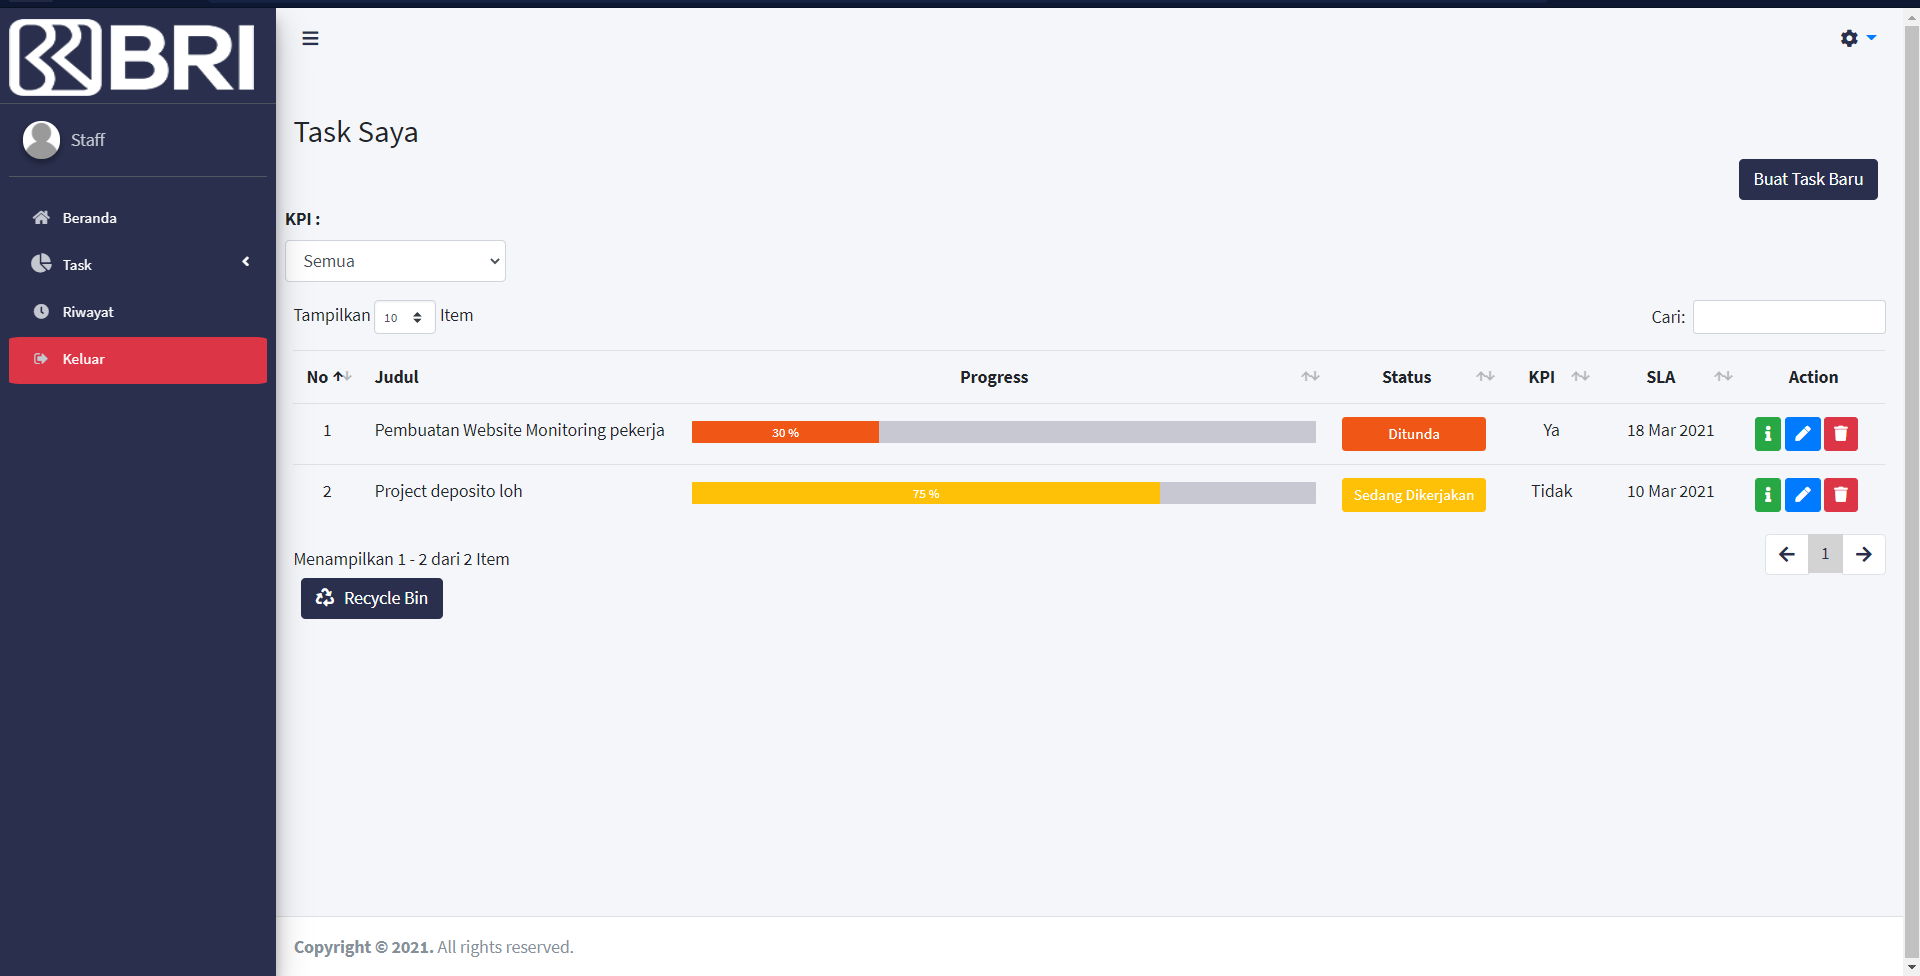 BRI
Staff
Beranda
Task
Riwayat
Keluar
Task Saya
Buat Task Baru
KPI :
Semua
Tampilkan 10 Item
Cari:
No Judul Progress Status KPI SLA Action
1 Pembuatan Website Monitoring pekerja 30 % Ditunda Ya 18 Mar 2021
2 Project deposito loh 75 % Sedang Dikerjakan Tidak 10 Mar 2021
Menampilkan 1 - 2 dari 2 Item
1
Recycle Bin
Copyright © 2021. All rights reserved.